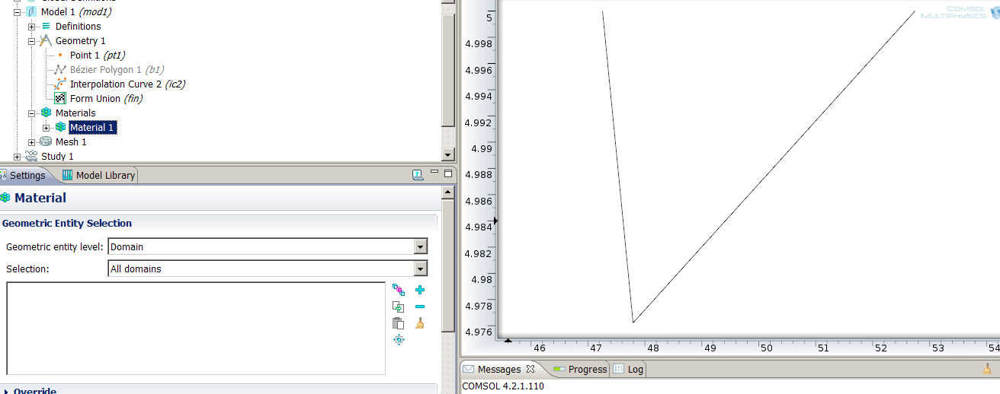 Model 1 (mod1)
Definitions
Geometry 1
Point 1 (pt1)
Bézier Polygon 1 (b1)
Interpolation Curve 2 (ic2)
Form Union (fin)
Materials
Material 1
Mesh 1
Study 1
Settings
Model Library
Material
Geometric Entity Selection
Geometric entity level: Domain
Selection: All domains
Override
COMSOL
MULTIPHYSICS
5
4.998
4.996
4.994
4.992
4.99
4.988
4.986
4.984
4.982
4.98
4.978
4.976
46 47 48 49 50 51 52 53 54
Messages
Progress
Log
COMSOL 4.2.1.110